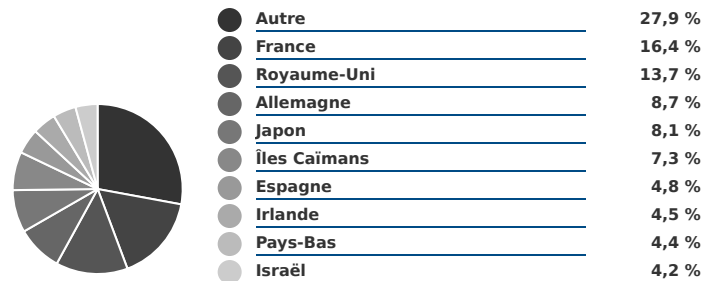 Autre 27,9 %
France 16,4 %
Royaume-Uni 13,7 %
Allemagne 8,7 %
Japon 8,1 %
Îles Caïmans 7,3 %
Espagne 4,8 %
Irlande 4,5 %
Pays-Bas 4,4 %
Israël 4,2 %